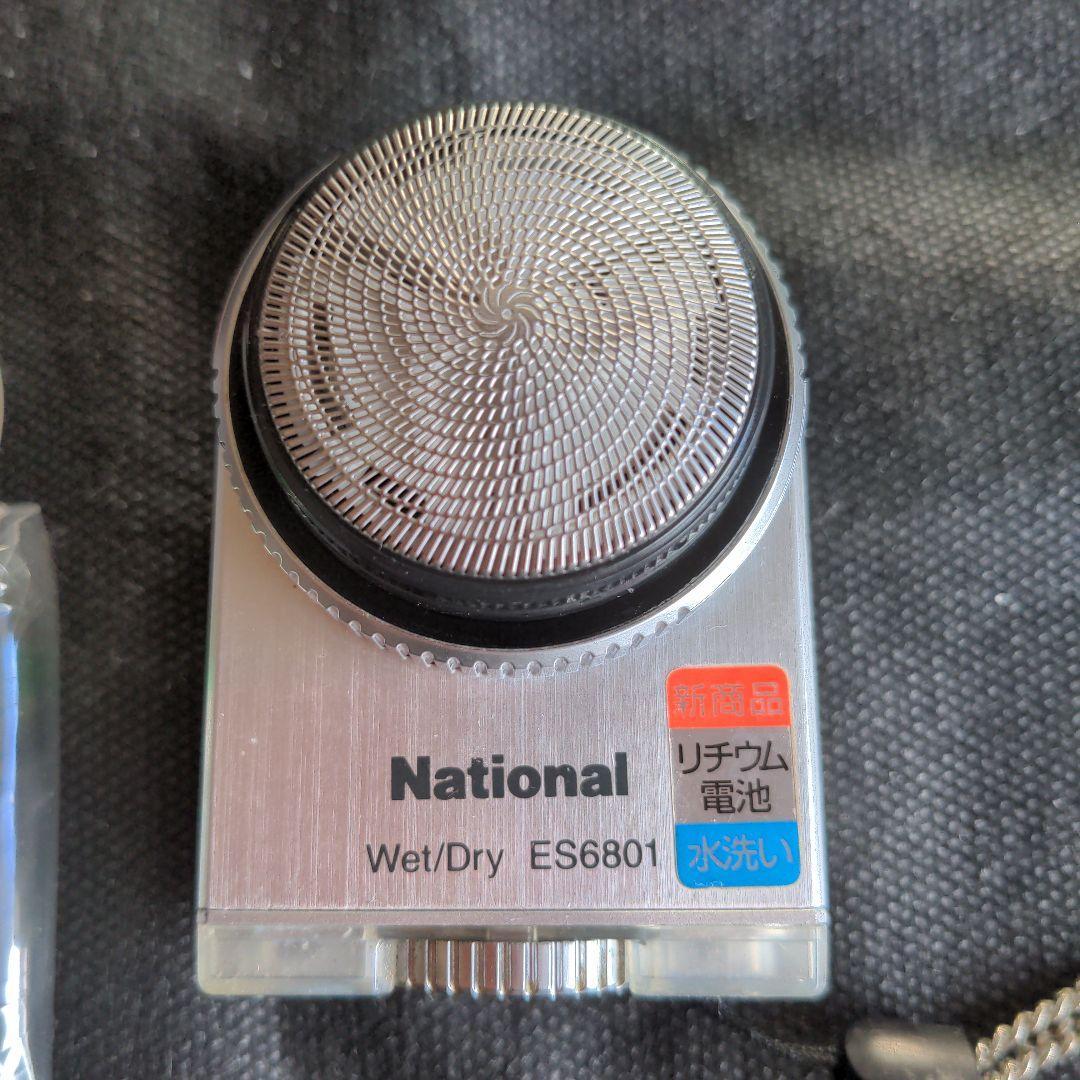 新商品
リチウム
電池
水洗い
National
Wet/Dry ES6801